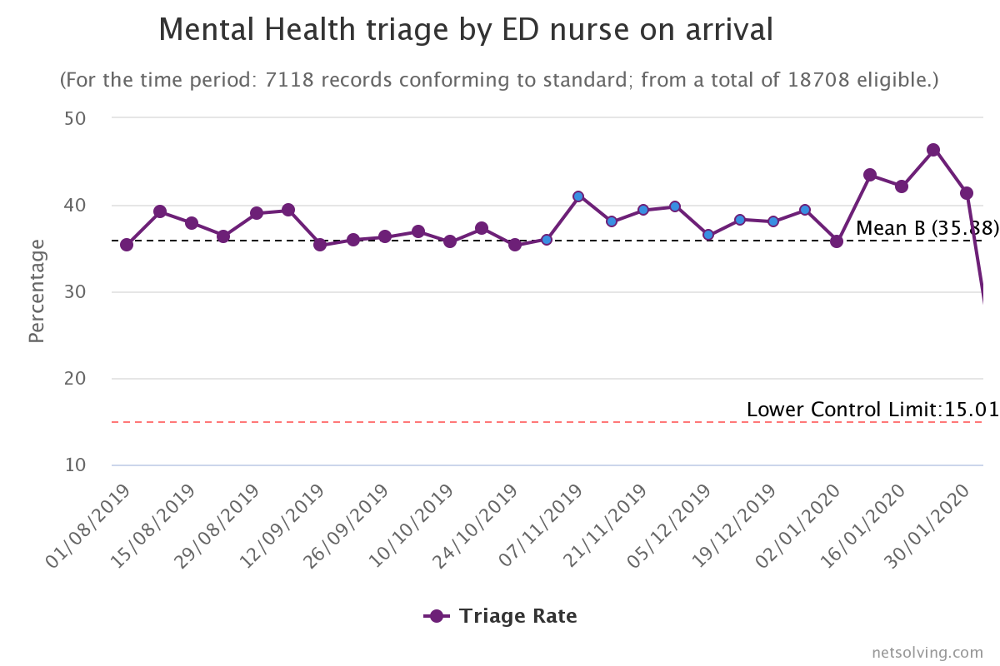 Mental Health triage by ED nurse on arrival
(For the time period: 7118 records conforming to standard; from a total of 18708 eligible.)
50
40
30
20
10
Percentage
Mean B (35.88)
Lower Control Limit:15.01
01/08/2019
15/08/2019
29/08/2019
12/09/2019
26/09/2019
10/10/2019
24/10/2019
07/11/2019
21/11/2019
05/12/2019
19/12/2019
02/01/2020
16/01/2020
30/01/2020
Triage Rate
netsolving.com